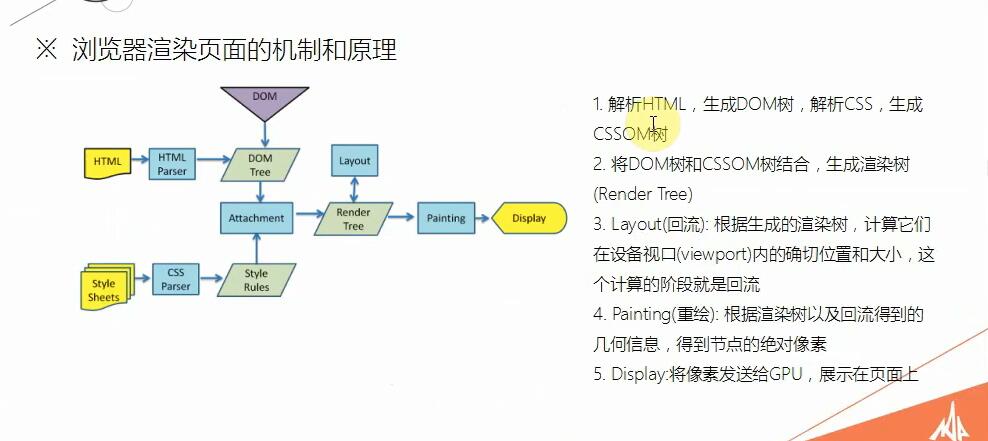 ※ 浏览器渲染页面的机制和原理
DOM
HTML
HTML
Parser
DOM
Tree
Layout
Attachment
Render
Tree
Painting
Display
Style
Sheets
CSS
Parser
Style
Rules
1. 解析HTML，生成DOM树，解析CSS，生成
CSSOM树
2. 将DOM树和CSSOM树结合，生成渲染树
(Render Tree)
3. Layout(回流): 根据生成的渲染树，计算它们
在设备视口(viewport)内的确切位置和大小，这
个计算的阶段就是回流
4. Painting(重绘): 根据渲染树以及回流得到的
几何信息，得到节点的绝对像素
5. Display:将像素发送给GPU，展示在页面上